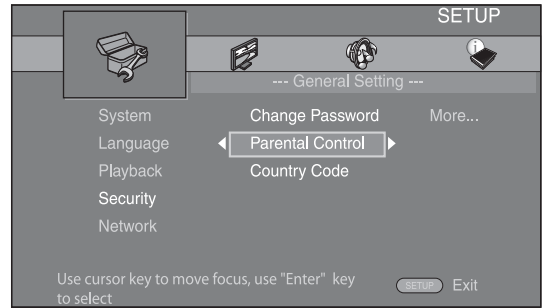 SETUP
--- General Setting ---
System
Change Password
More...
Language
Parental Control
Playback
Country Code
Security
Network
Use cursor key to move focus, use "Enter" key
to select
SETUP
Exit